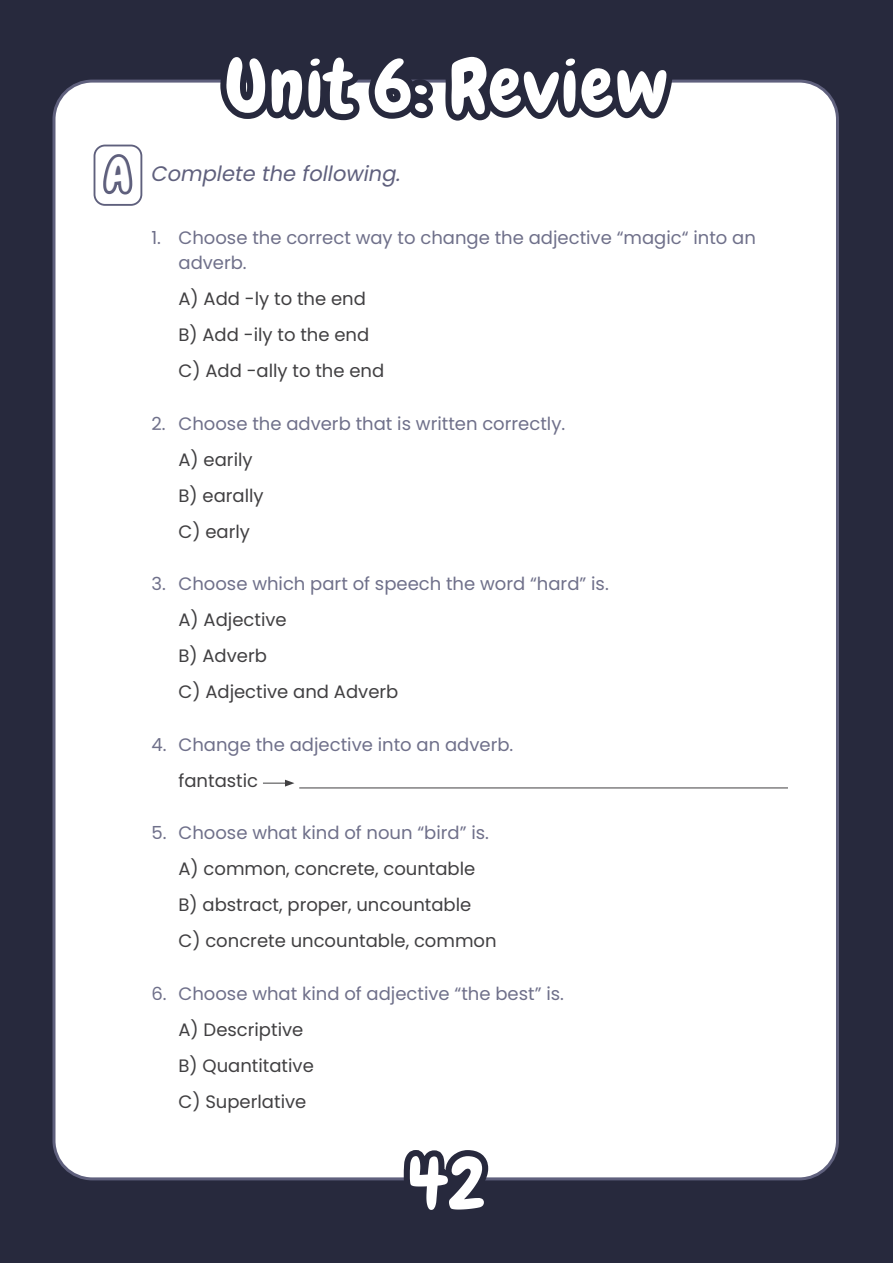 Unit 6: Review
A Complete the following.
1. Choose the correct way to change the adjective “magic“ into an
adverb.
A) Add -ly to the end
B) Add -ily to the end
C) Add -ally to the end
2. Choose the adverb that is written correctly.
A) earily
B) earally
C) early
3. Choose which part of speech the word “hard” is.
A) Adjective
B) Adverb
C) Adjective and Adverb
4. Change the adjective into an adverb.
fantastic
5. Choose what kind of noun “bird” is.
A) common, concrete, countable
B) abstract, proper, uncountable
C) concrete uncountable, common
6. Choose what kind of adjective “the best” is.
A) Descriptive
B) Quantitative
C) Superlative
42